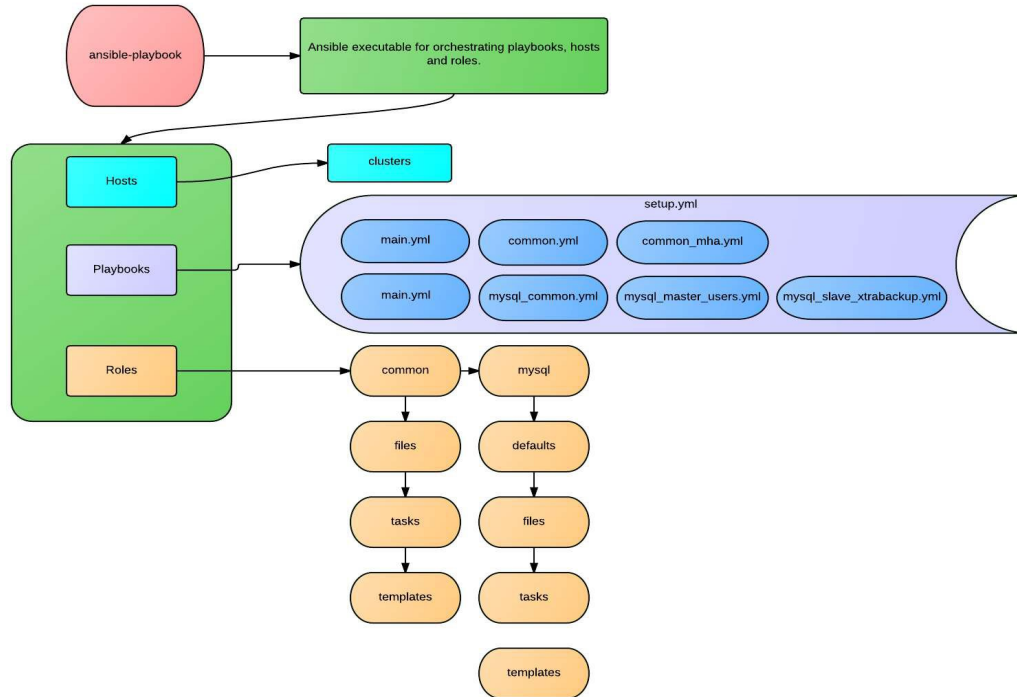 ansible-playbook
Ansible executable for orchestrating playbooks, hosts
and roles.
Hosts
clusters
setup.yml
main.yml
common.yml
common_mha.yml
Playbooks
main.yml
mysql_common.yml
mysql_master_users.yml
mysql_slave_xtrabackup.yml
Roles
common
mysql
files
defaults
tasks
files
templates
tasks
templates